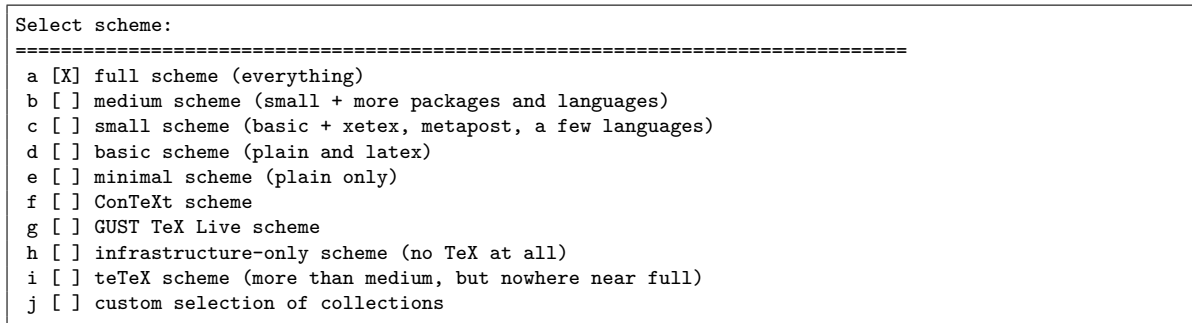 Select scheme:
===============================================================================
a [X] full scheme (everything)
b [ ] medium scheme (small + more packages and languages)
c [ ] small scheme (basic + xetex, metapost, a few languages)
d [ ] basic scheme (plain and latex)
e [ ] minimal scheme (plain only)
f [ ] ConTeXt scheme
g [ ] GUST TeX Live scheme
h [ ] infrastructure-only scheme (no TeX at all)
i [ ] teTeX scheme (more than medium, but nowhere near full)
j [ ] custom selection of collections